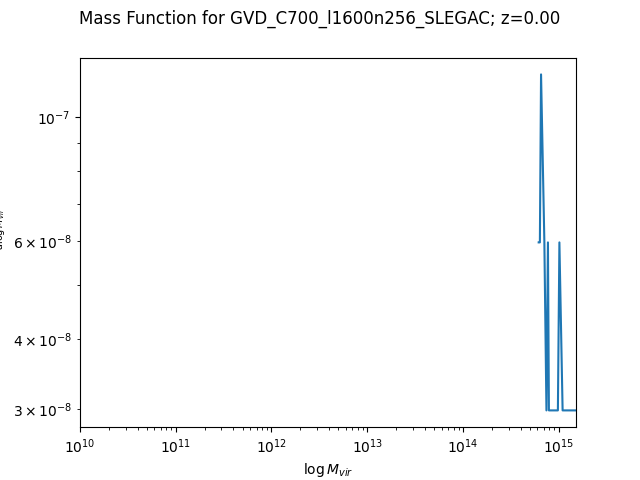 Mass Function for GVD_C700_l1600n256_SLEGAC; z=0.00
10⁻⁷
6 × 10⁻⁸
4 × 10⁻⁸
3 × 10⁻⁸
10¹⁰ 10¹¹ 10¹² 10¹³ 10¹⁴ 10¹⁵
log M_vir